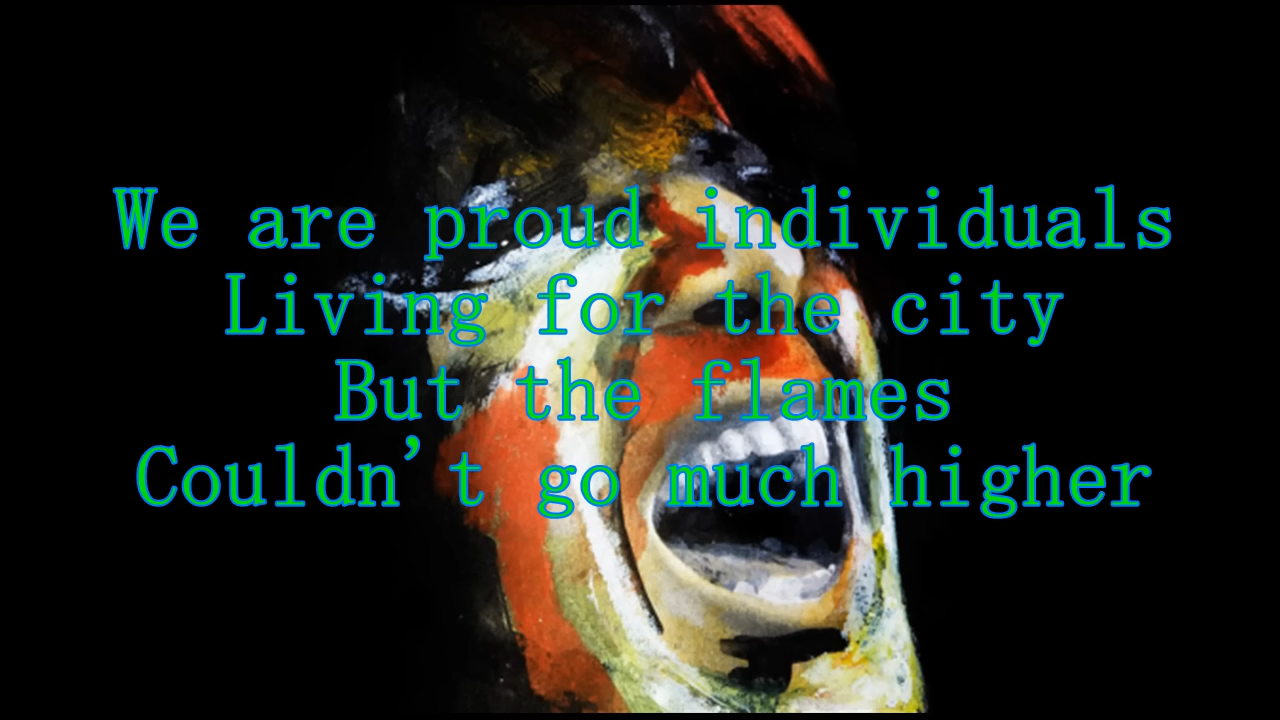 We are proud individuals
Living for the city
But the flames
Couldn't go much higher